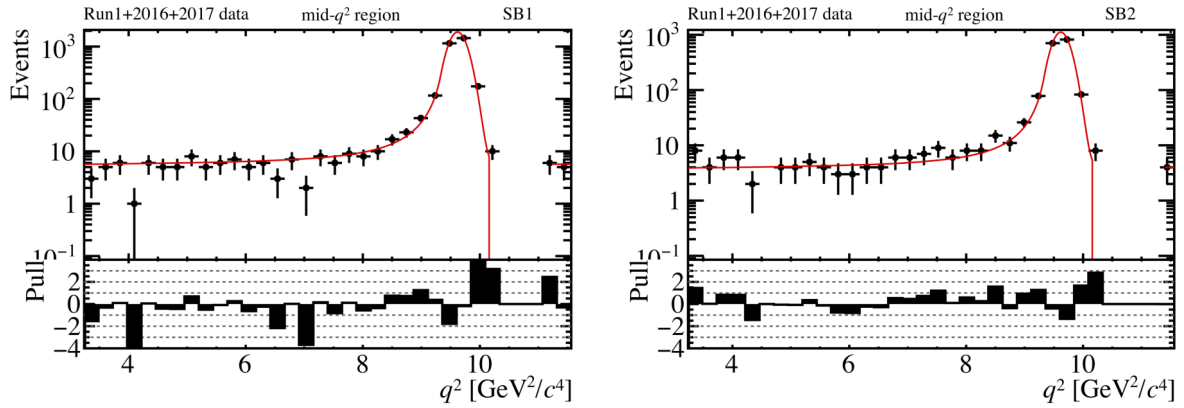 Run1+2016+2017 data mid-q² region SB1
Events
10³
10²
10
1
10⁻¹
Pull
2
0
−2
−4
4 6 8 10
q² [GeV²/c⁴]
Run1+2016+2017 data mid-q² region SB2
Events
10³
10²
10
1
10⁻¹
Pull
2
0
−2
−4
4 6 8 10
q² [GeV²/c⁴]